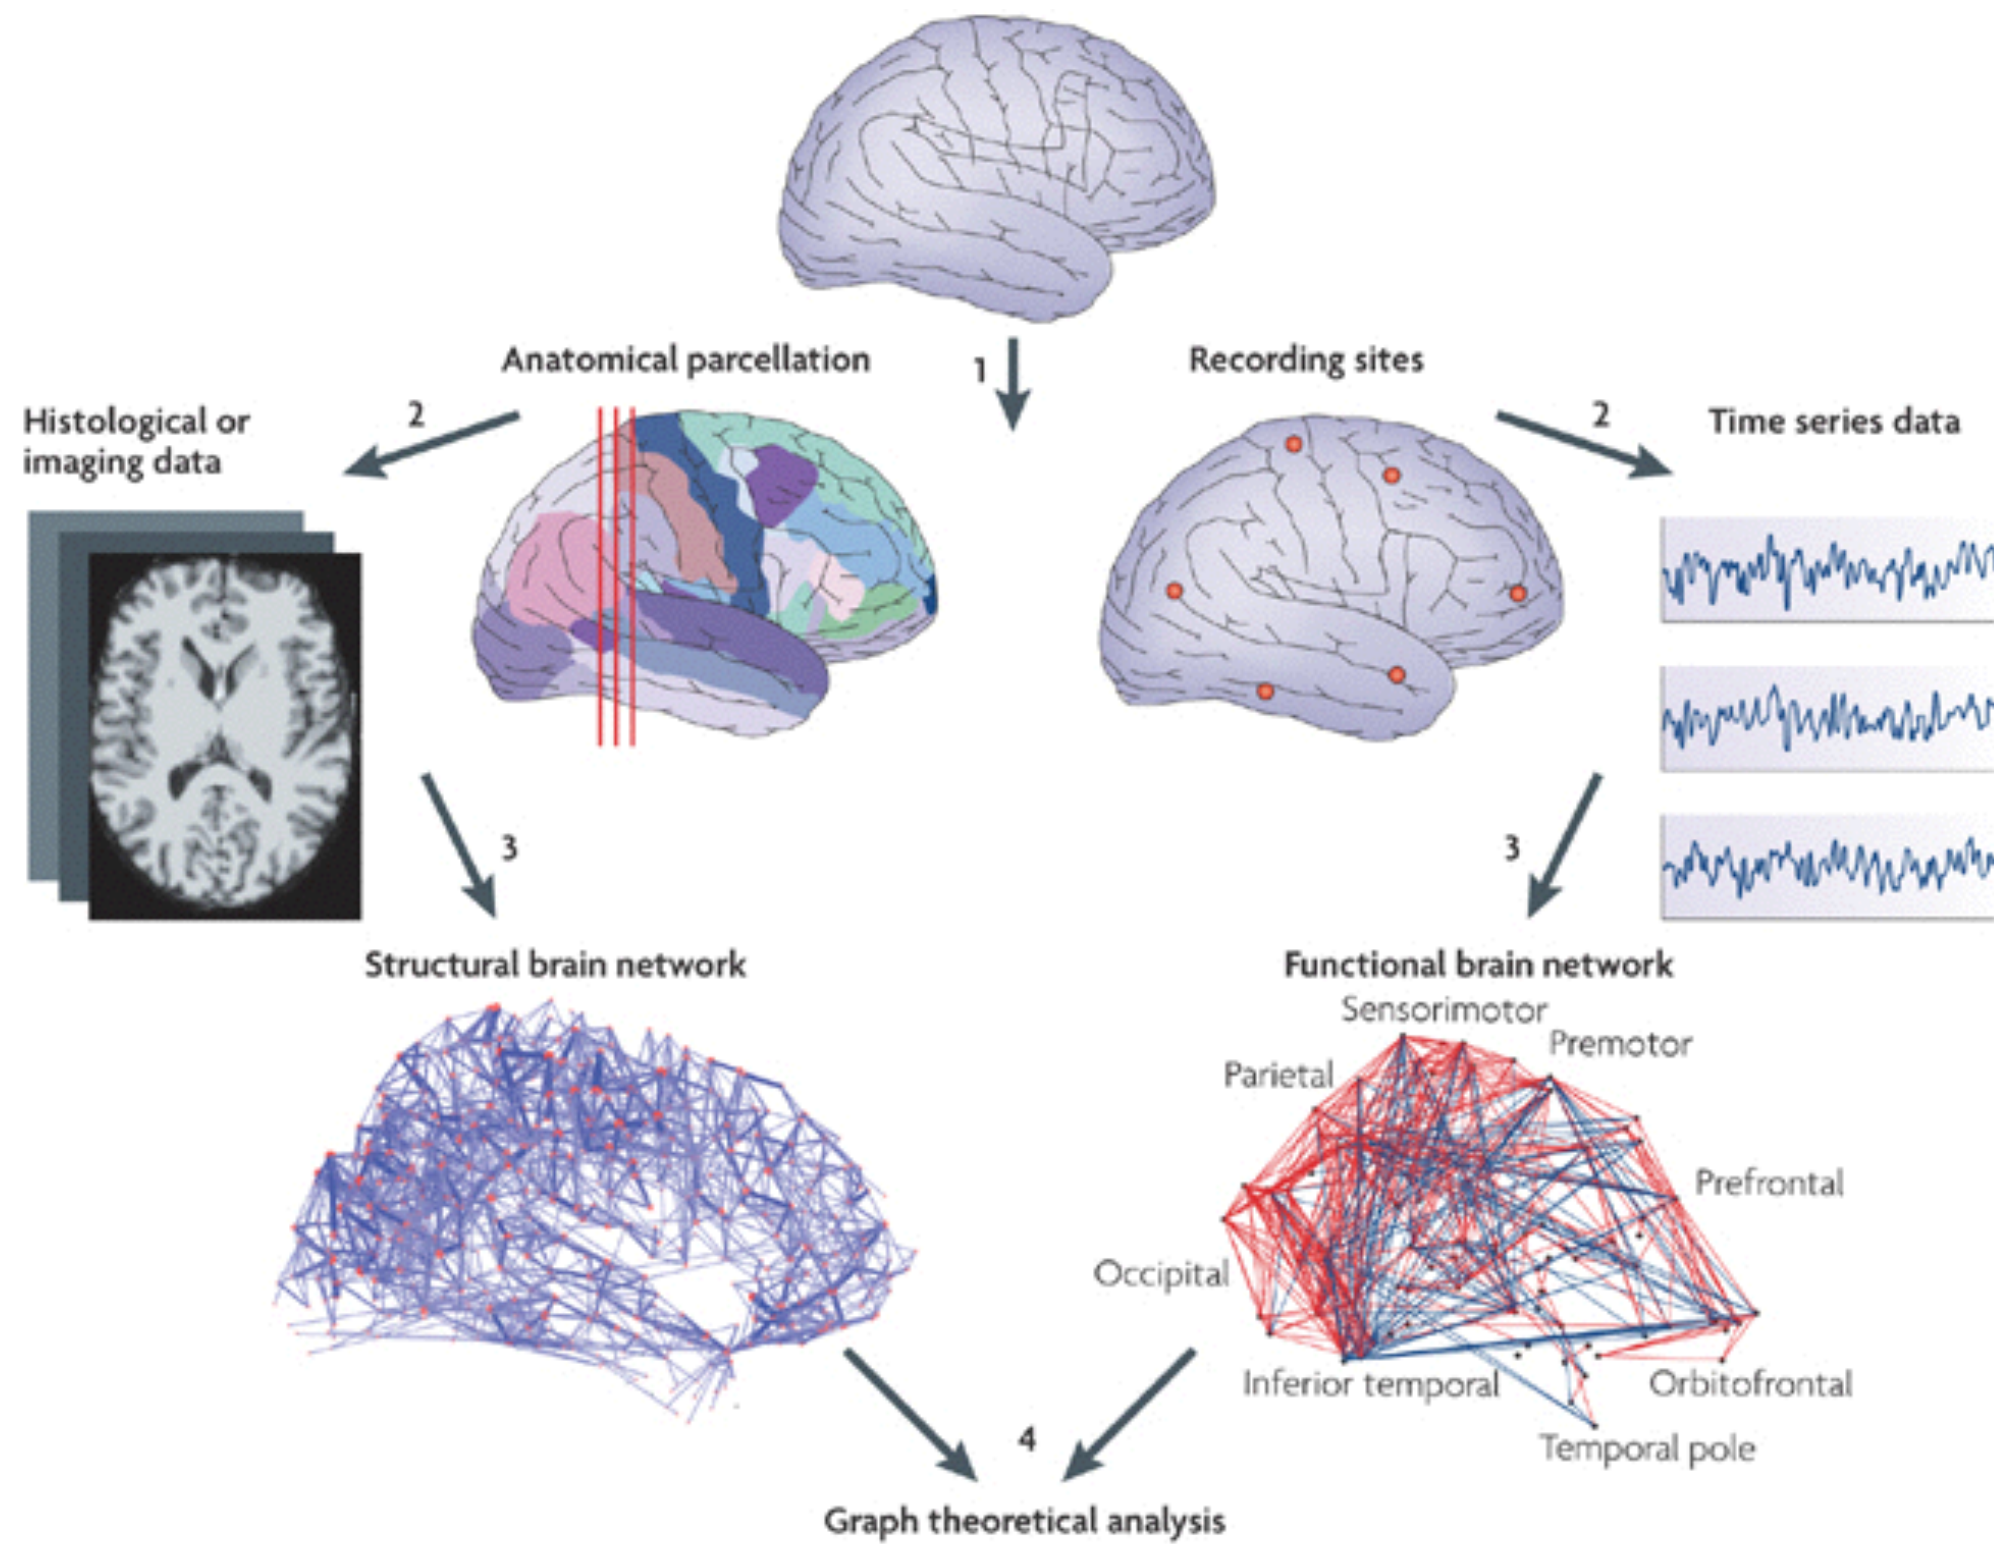 Anatomical parcellation
1
Recording sites
Histological or
imaging data
2
2
Time series data
3
3
Structural brain network
Functional brain network
Sensorimotor
Premotor
Parietal
Prefrontal
Occipital
Inferior temporal
Orbitofrontal
Temporal pole
4
Graph theoretical analysis